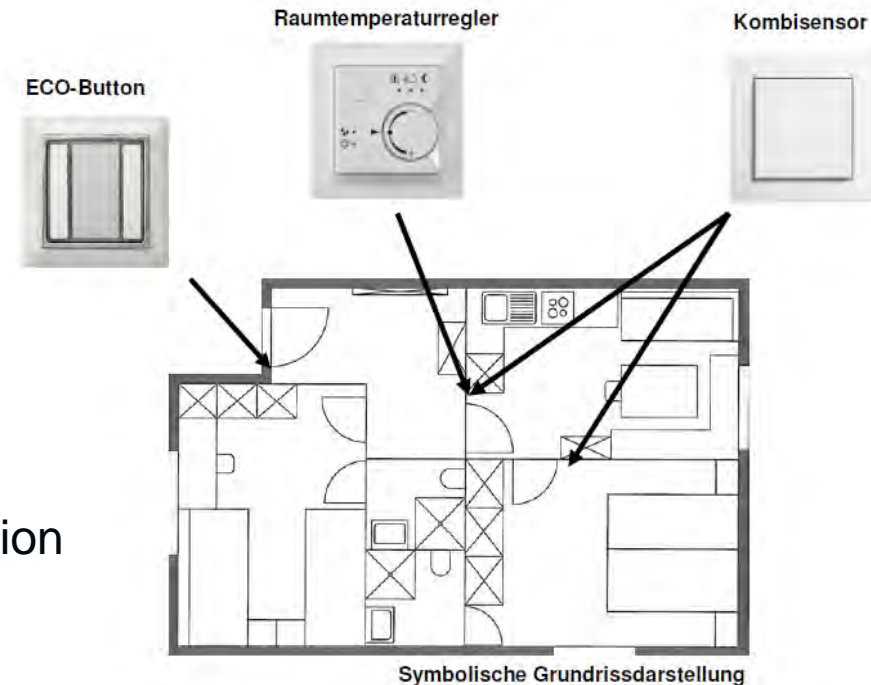 Raumtemperaturregler
Kombisensor
ECO-Button
ion
Symbolische Grundrissdarstellung